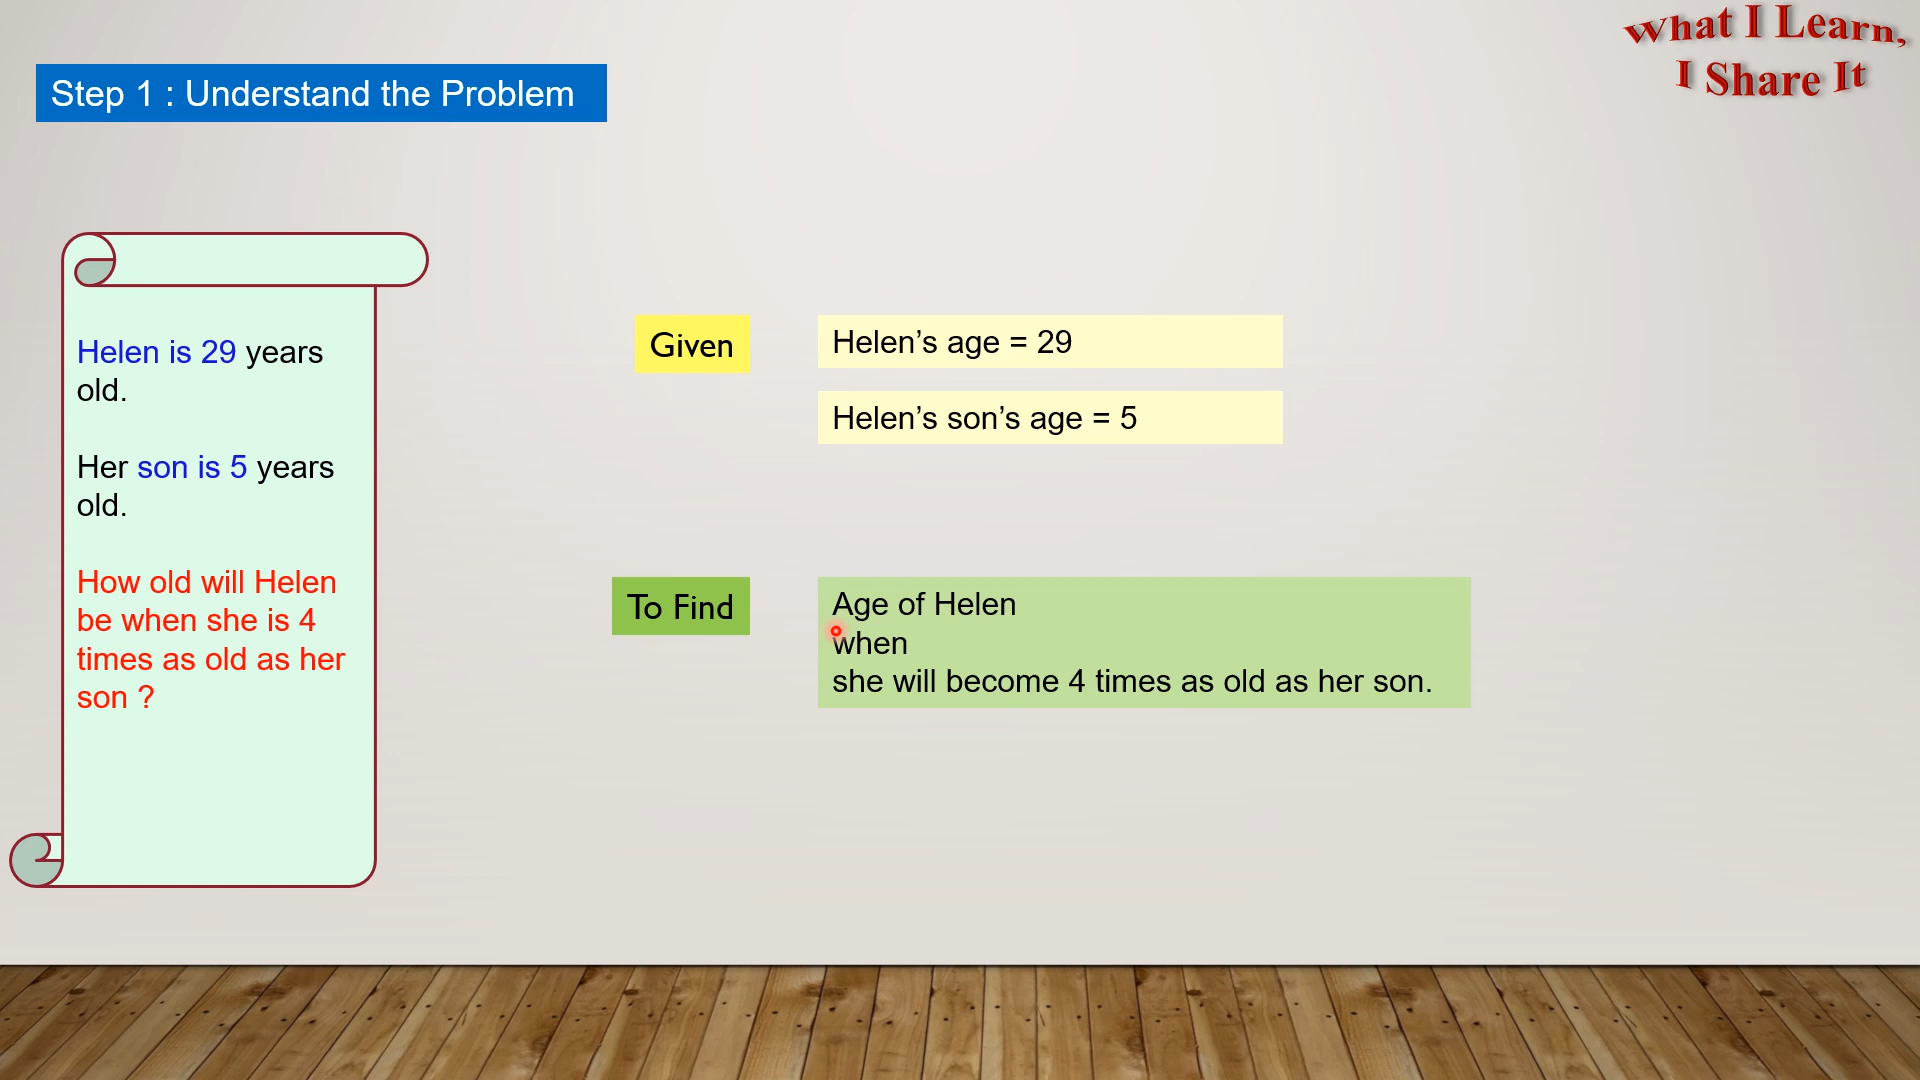 What I Learn,
I Share It
Step 1 : Understand the Problem
Helen is 29 years
old.
Her son is 5 years
old.
How old will Helen
be when she is 4
times as old as her
son ?
Given
Helen’s age = 29
Helen’s son’s age = 5
To Find
Age of Helen
when
she will become 4 times as old as her son.